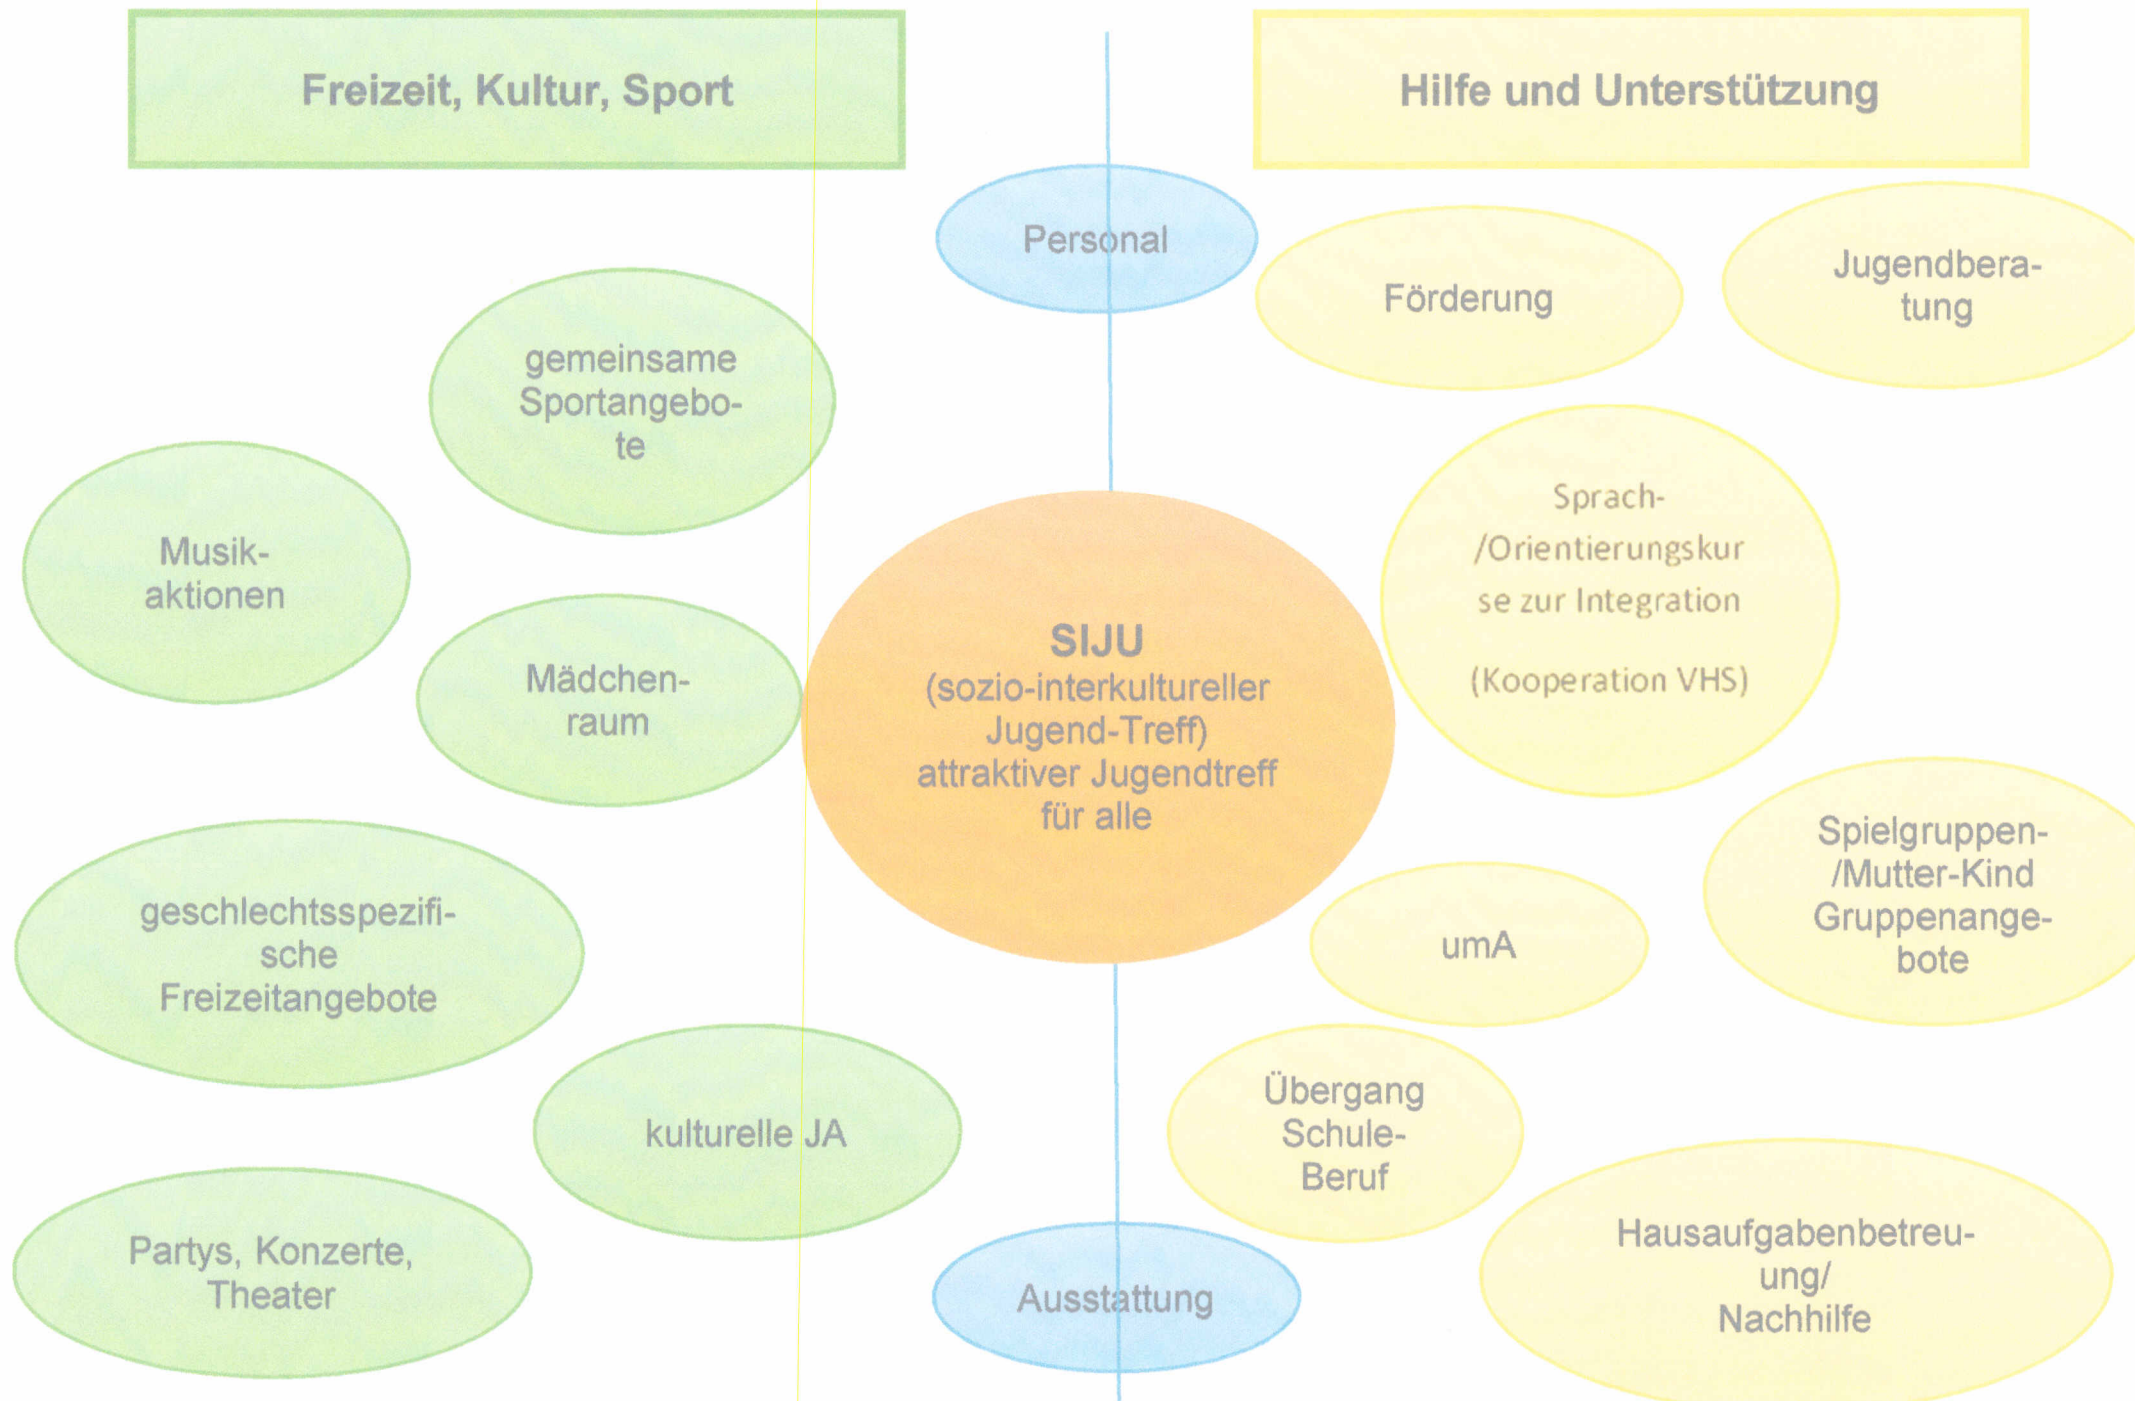 Freizeit, Kultur, Sport
Hilfe und Unterstützung
Personal
Förderung
Jugendbera-
tung
gemeinsame
Sportangebo-
te
Musik-
aktionen
Mädchen-
raum
SIJU
(sozio-interkultureller
Jugend-Treff)
attraktiver Jugendtreff
für alle
Sprach-
/Orientierungskur
se zur Integration
(Kooperation VHS)
Spielgruppen-
/Mutter-Kind
Gruppenange-
bote
umA
geschlechtsspezifi-
sche
Freizeitangebote
kulturelle JA
Übergang
Schule-
Beruf
Partys, Konzerte,
Theater
Ausstattung
Hausaufgabenbetreu-
ung/
Nachhilfe